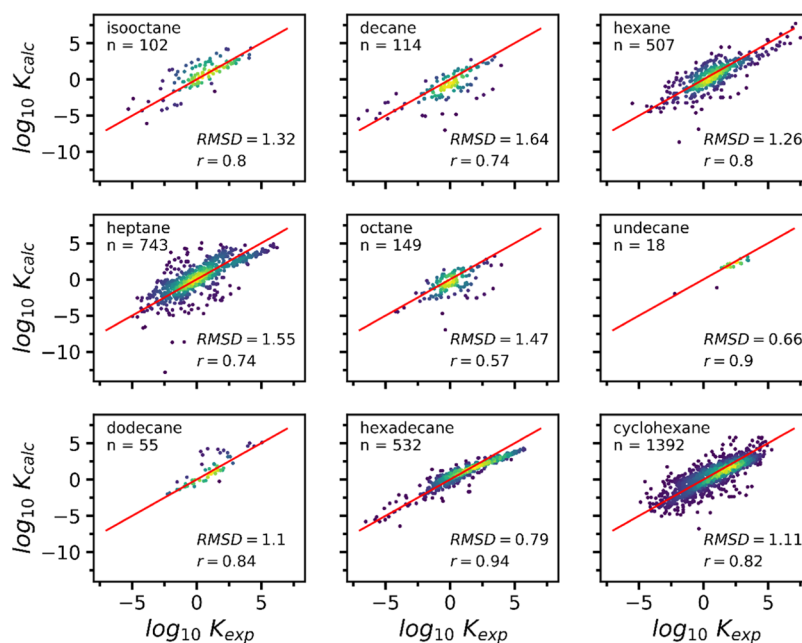 isooctane
n = 102
RMSD = 1.32
r = 0.8
decane
n = 114
RMSD = 1.64
r = 0.74
hexane
n = 507
RMSD = 1.26
r = 0.8
log10 Kcalc
5
0
−5
−10
heptane
n = 743
RMSD = 1.55
r = 0.74
octane
n = 149
RMSD = 1.47
r = 0.57
undecane
n = 18
RMSD = 0.66
r = 0.9
log10 Kcalc
5
0
−5
−10
dodecane
n = 55
RMSD = 1.1
r = 0.84
hexadecane
n = 532
RMSD = 0.79
r = 0.94
cyclohexane
n = 1392
RMSD = 1.11
r = 0.82
log10 Kcalc
5
0
−5
−10
−5 0 5
−5 0 5
−5 0 5
log10 Kexp
log10 Kexp
log10 Kexp